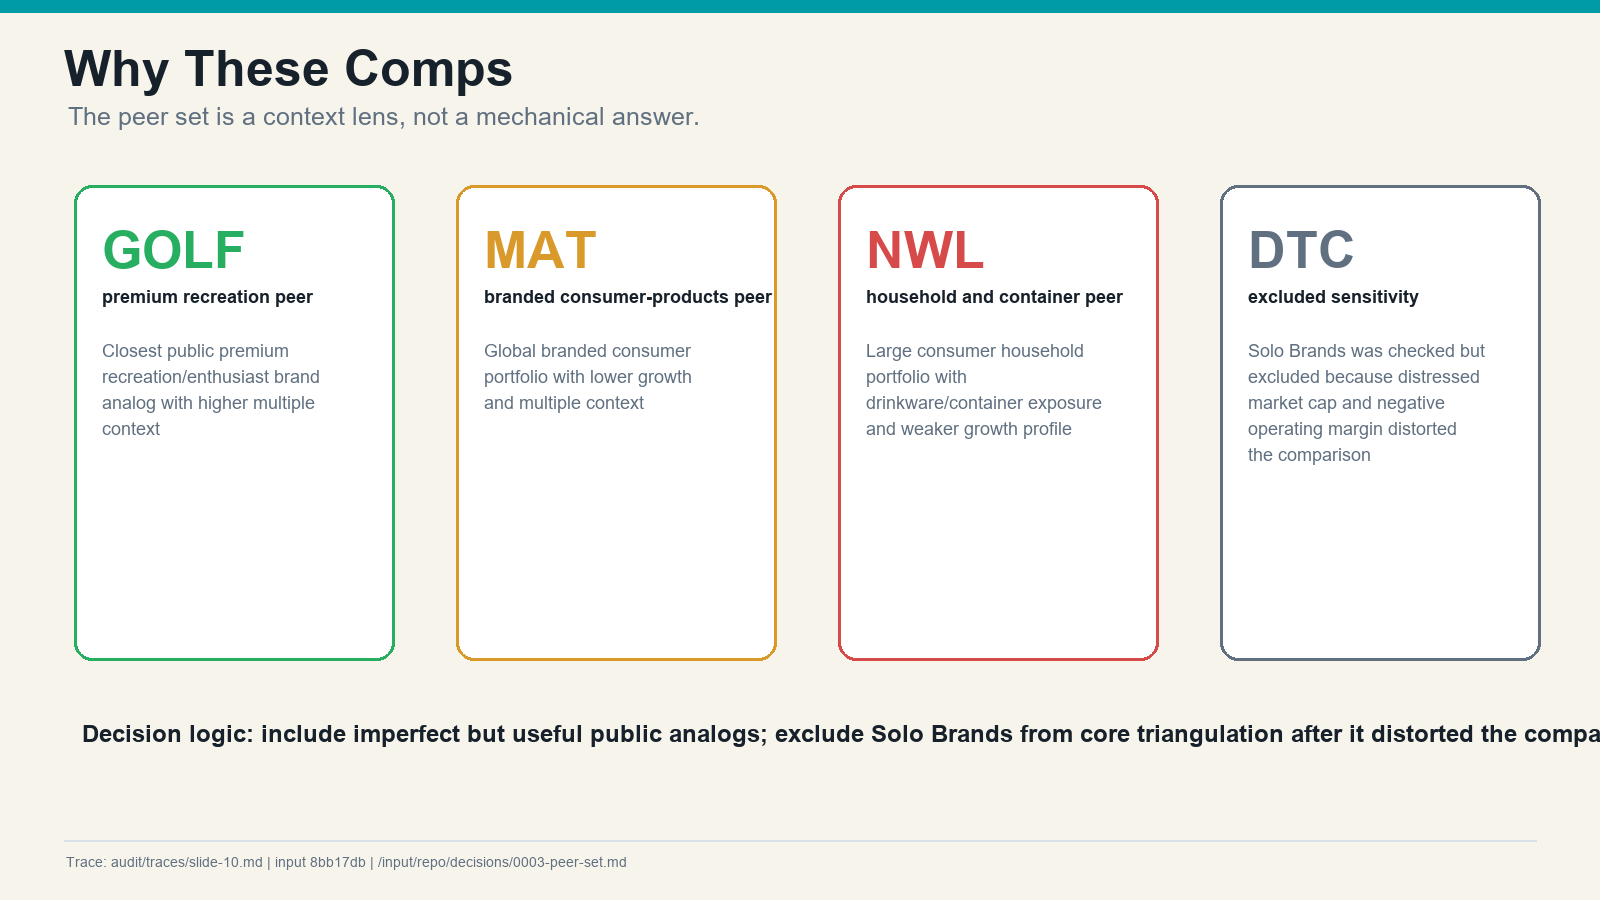 Why These Comps
The peer set is a context lens, not a mechanical answer.
GOLF
premium recreation peer
Closest public premium
recreation/enthusiast brand
analog with higher multiple
context
MAT
branded consumer-products peer
Global branded consumer
portfolio with lower growth
and multiple context
NWL
household and container peer
Large consumer household
portfolio with
drinkware/container exposure
and weaker growth profile
DTC
excluded sensitivity
Solo Brands was checked but
excluded because distressed
market cap and negative
operating margin distorted
the comparison
Decision logic: include imperfect but useful public analogs; exclude Solo Brands from core triangulation after it distorted the compa
Trace: audit/traces/slide-10.md | input 8bb17db | /input/repo/decisions/0003-peer-set.md